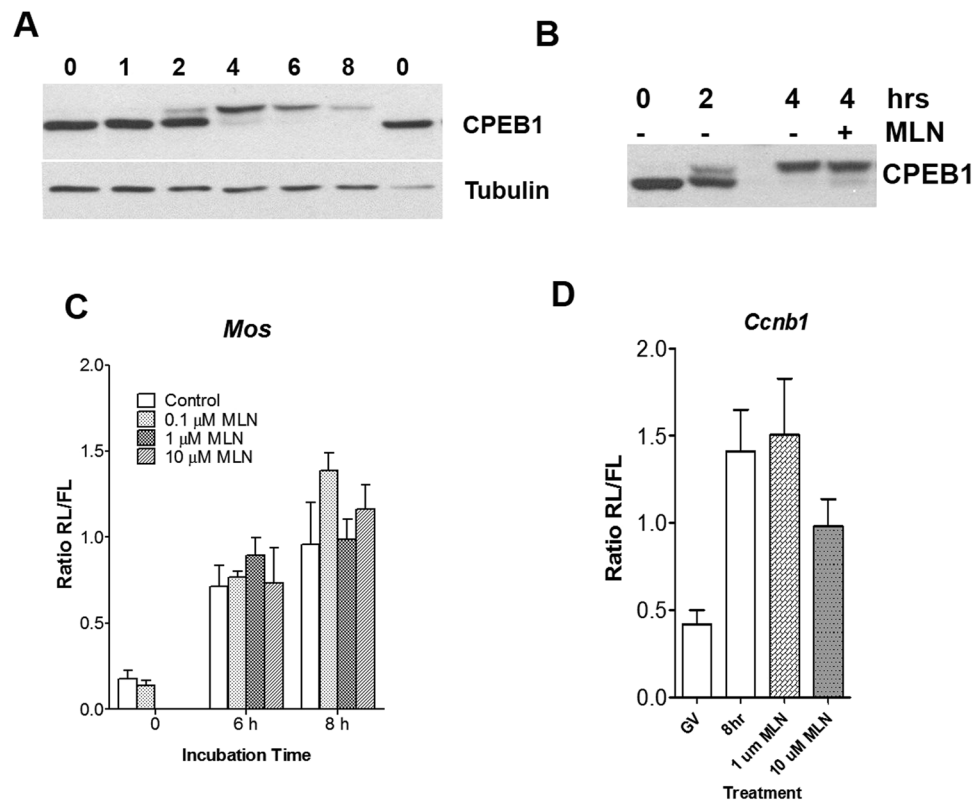 A
0 1 2 4 6 8 0
CPEB1
Tubulin
B
0 2 4 4 hrs
- - - + MLN
CPEB1
C
Mos
Ratio RL/FL
2.0
1.5
1.0
0.5
0.0
Control
0.1 μM MLN
1 μM MLN
10 μM MLN
0 6 h 8 h
Incubation Time
D
Ccnb1
Ratio RL/FL
2.0
1.5
1.0
0.5
0.0
GV 8hr 1 um MLN 10 uM MLN
Treatment